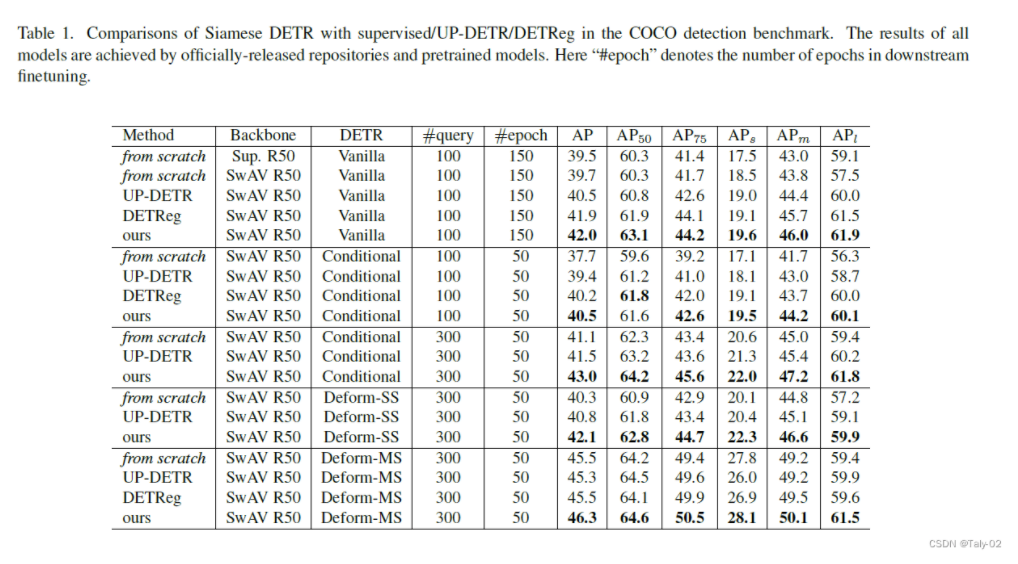 Table 1. Comparisons of Siamese DETR with supervised/UP-DETR/DETReg in the COCO detection benchmark. The results of all
models are achieved by officially-released repositories and pretrained models. Here “#epoch” denotes the number of epochs in downstream
finetuning.
Method Backbone DETR #query #epoch AP AP50 AP75 APs APm APl
from scratch Sup. R50 Vanilla 100 150 39.5 60.3 41.4 17.5 43.0 59.1
from scratch SwAV R50 Vanilla 100 150 39.7 60.3 41.7 18.5 43.8 57.5
UP-DETR SwAV R50 Vanilla 100 150 40.5 60.8 42.6 19.0 44.4 60.0
DETReg SwAV R50 Vanilla 100 150 41.9 61.9 44.1 19.1 45.7 61.5
ours SwAV R50 Vanilla 100 150 42.0 63.1 44.2 19.6 46.0 61.9
from scratch SwAV R50 Conditional 100 50 37.7 59.6 39.2 17.1 41.7 56.3
UP-DETR SwAV R50 Conditional 100 50 39.4 61.2 41.0 18.1 43.0 58.7
DETReg SwAV R50 Conditional 100 50 40.2 61.8 42.0 19.1 43.7 60.0
ours SwAV R50 Conditional 100 50 40.5 61.6 42.6 19.5 44.2 60.1
from scratch SwAV R50 Conditional 300 50 41.1 62.3 43.4 20.6 45.0 59.4
UP-DETR SwAV R50 Conditional 300 50 41.5 63.2 43.6 21.3 45.4 60.2
ours SwAV R50 Conditional 300 50 43.0 64.2 45.6 22.0 47.2 61.8
from scratch SwAV R50 Deform-SS 300 50 40.3 60.9 42.9 20.1 44.8 57.2
UP-DETR SwAV R50 Deform-SS 300 50 40.8 61.8 43.4 20.4 45.1 59.1
ours SwAV R50 Deform-SS 300 50 42.1 62.8 44.7 22.3 46.6 59.9
from scratch SwAV R50 Deform-MS 300 50 45.5 64.2 49.4 27.8 49.2 59.4
UP-DETR SwAV R50 Deform-MS 300 50 45.3 64.5 49.6 26.0 49.2 59.9
DETReg SwAV R50 Deform-MS 300 50 45.5 64.1 49.9 26.9 49.5 59.6
ours SwAV R50 Deform-MS 300 50 46.3 64.6 50.5 28.1 50.1 61.5
CSDN @Taly-02